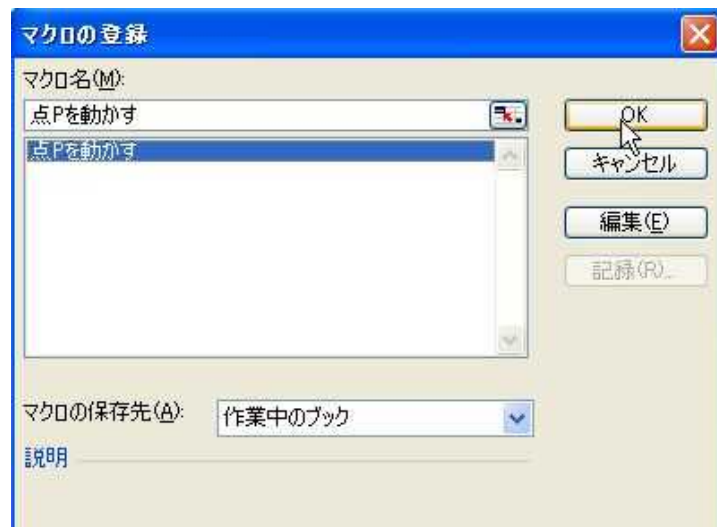 マクロの登録
マクロ名(M):
点Pを動かす
点Pを動かす
OK
キャンセル
編集(E)
記録(R)...
マクロの保存先(A):
作業中のブック
説明